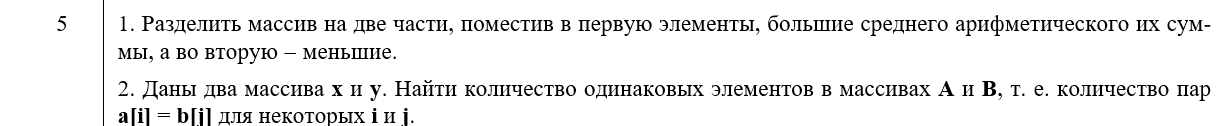 5
1. Разделить массив на две части, поместив в первую элементы, большие среднего арифметического их сум-
мы, а во вторую – меньшие.
2. Даны два массива x и y. Найти количество одинаковых элементов в массивах A и B, т. е. количество пар
a[i] = b[j] для некоторых i и j.